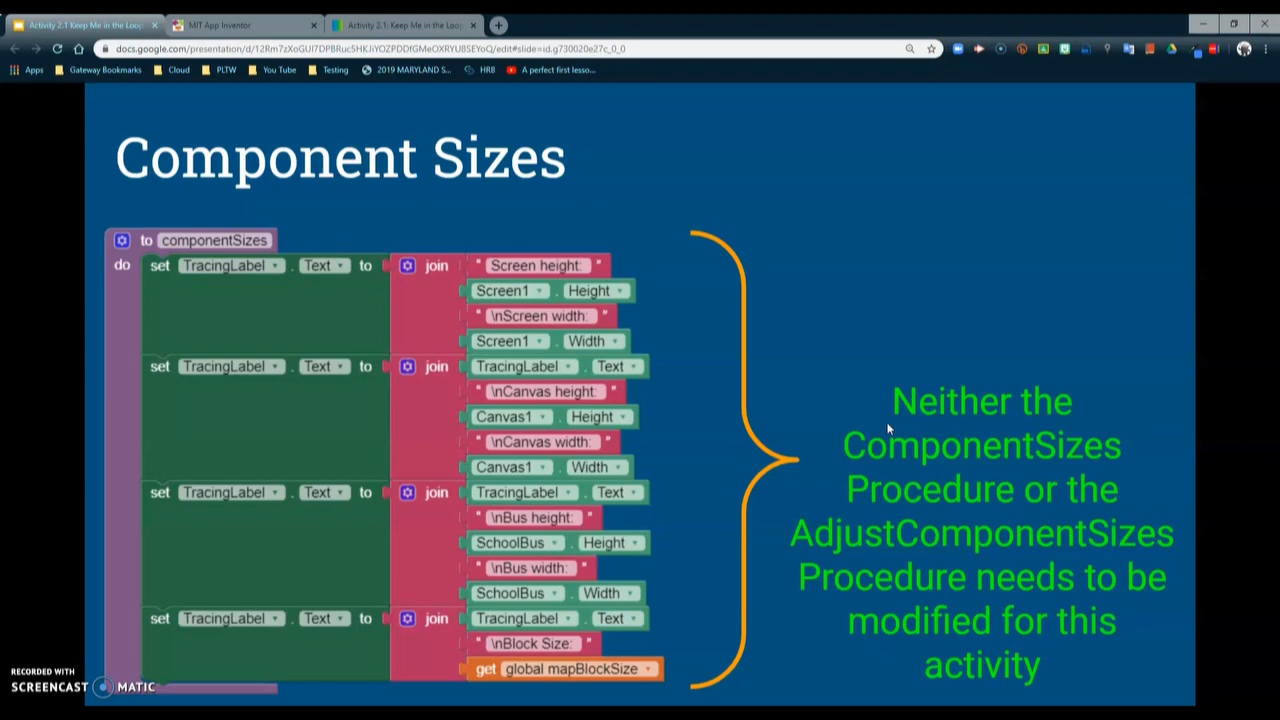 Activity 2.1 Keep Me in the Loop
MIT App Inventor
Activity 2.1: Keep Me in the Loo
docs.google.com/presentation/d/12Rm7zXoGUI7DPBRuc5HKJiYOZPDDfGMeOXRYU8SEYoQ/edit#slide=id.g730020e27c_0_0
Apps Gateway Bookmarks Cloud PLTW You Tube Testing 2019 MARYLAND S... HRB A perfect first lesso...
Component Sizes
to componentSizes
do set TracingLabel . Text to join " Screen height: "
Screen1 . Height
" \nScreen width: "
Screen1 . Width
set TracingLabel . Text to join TracingLabel . Text
" \nCanvas height: "
Canvas1 . Height
" \nCanvas width: "
Canvas1 . Width
set TracingLabel . Text to join TracingLabel . Text
" \nBus height: "
SchoolBus . Height
" \nBus width: "
SchoolBus . Width
set TracingLabel . Text to join TracingLabel . Text
" \nBlock Size: "
get global mapBlockSize
Neither the
ComponentSizes
Procedure or the
AdjustComponentSizes
Procedure needs to be
modified for this
activity
RECORDED WITH
SCREENCAST MATIC